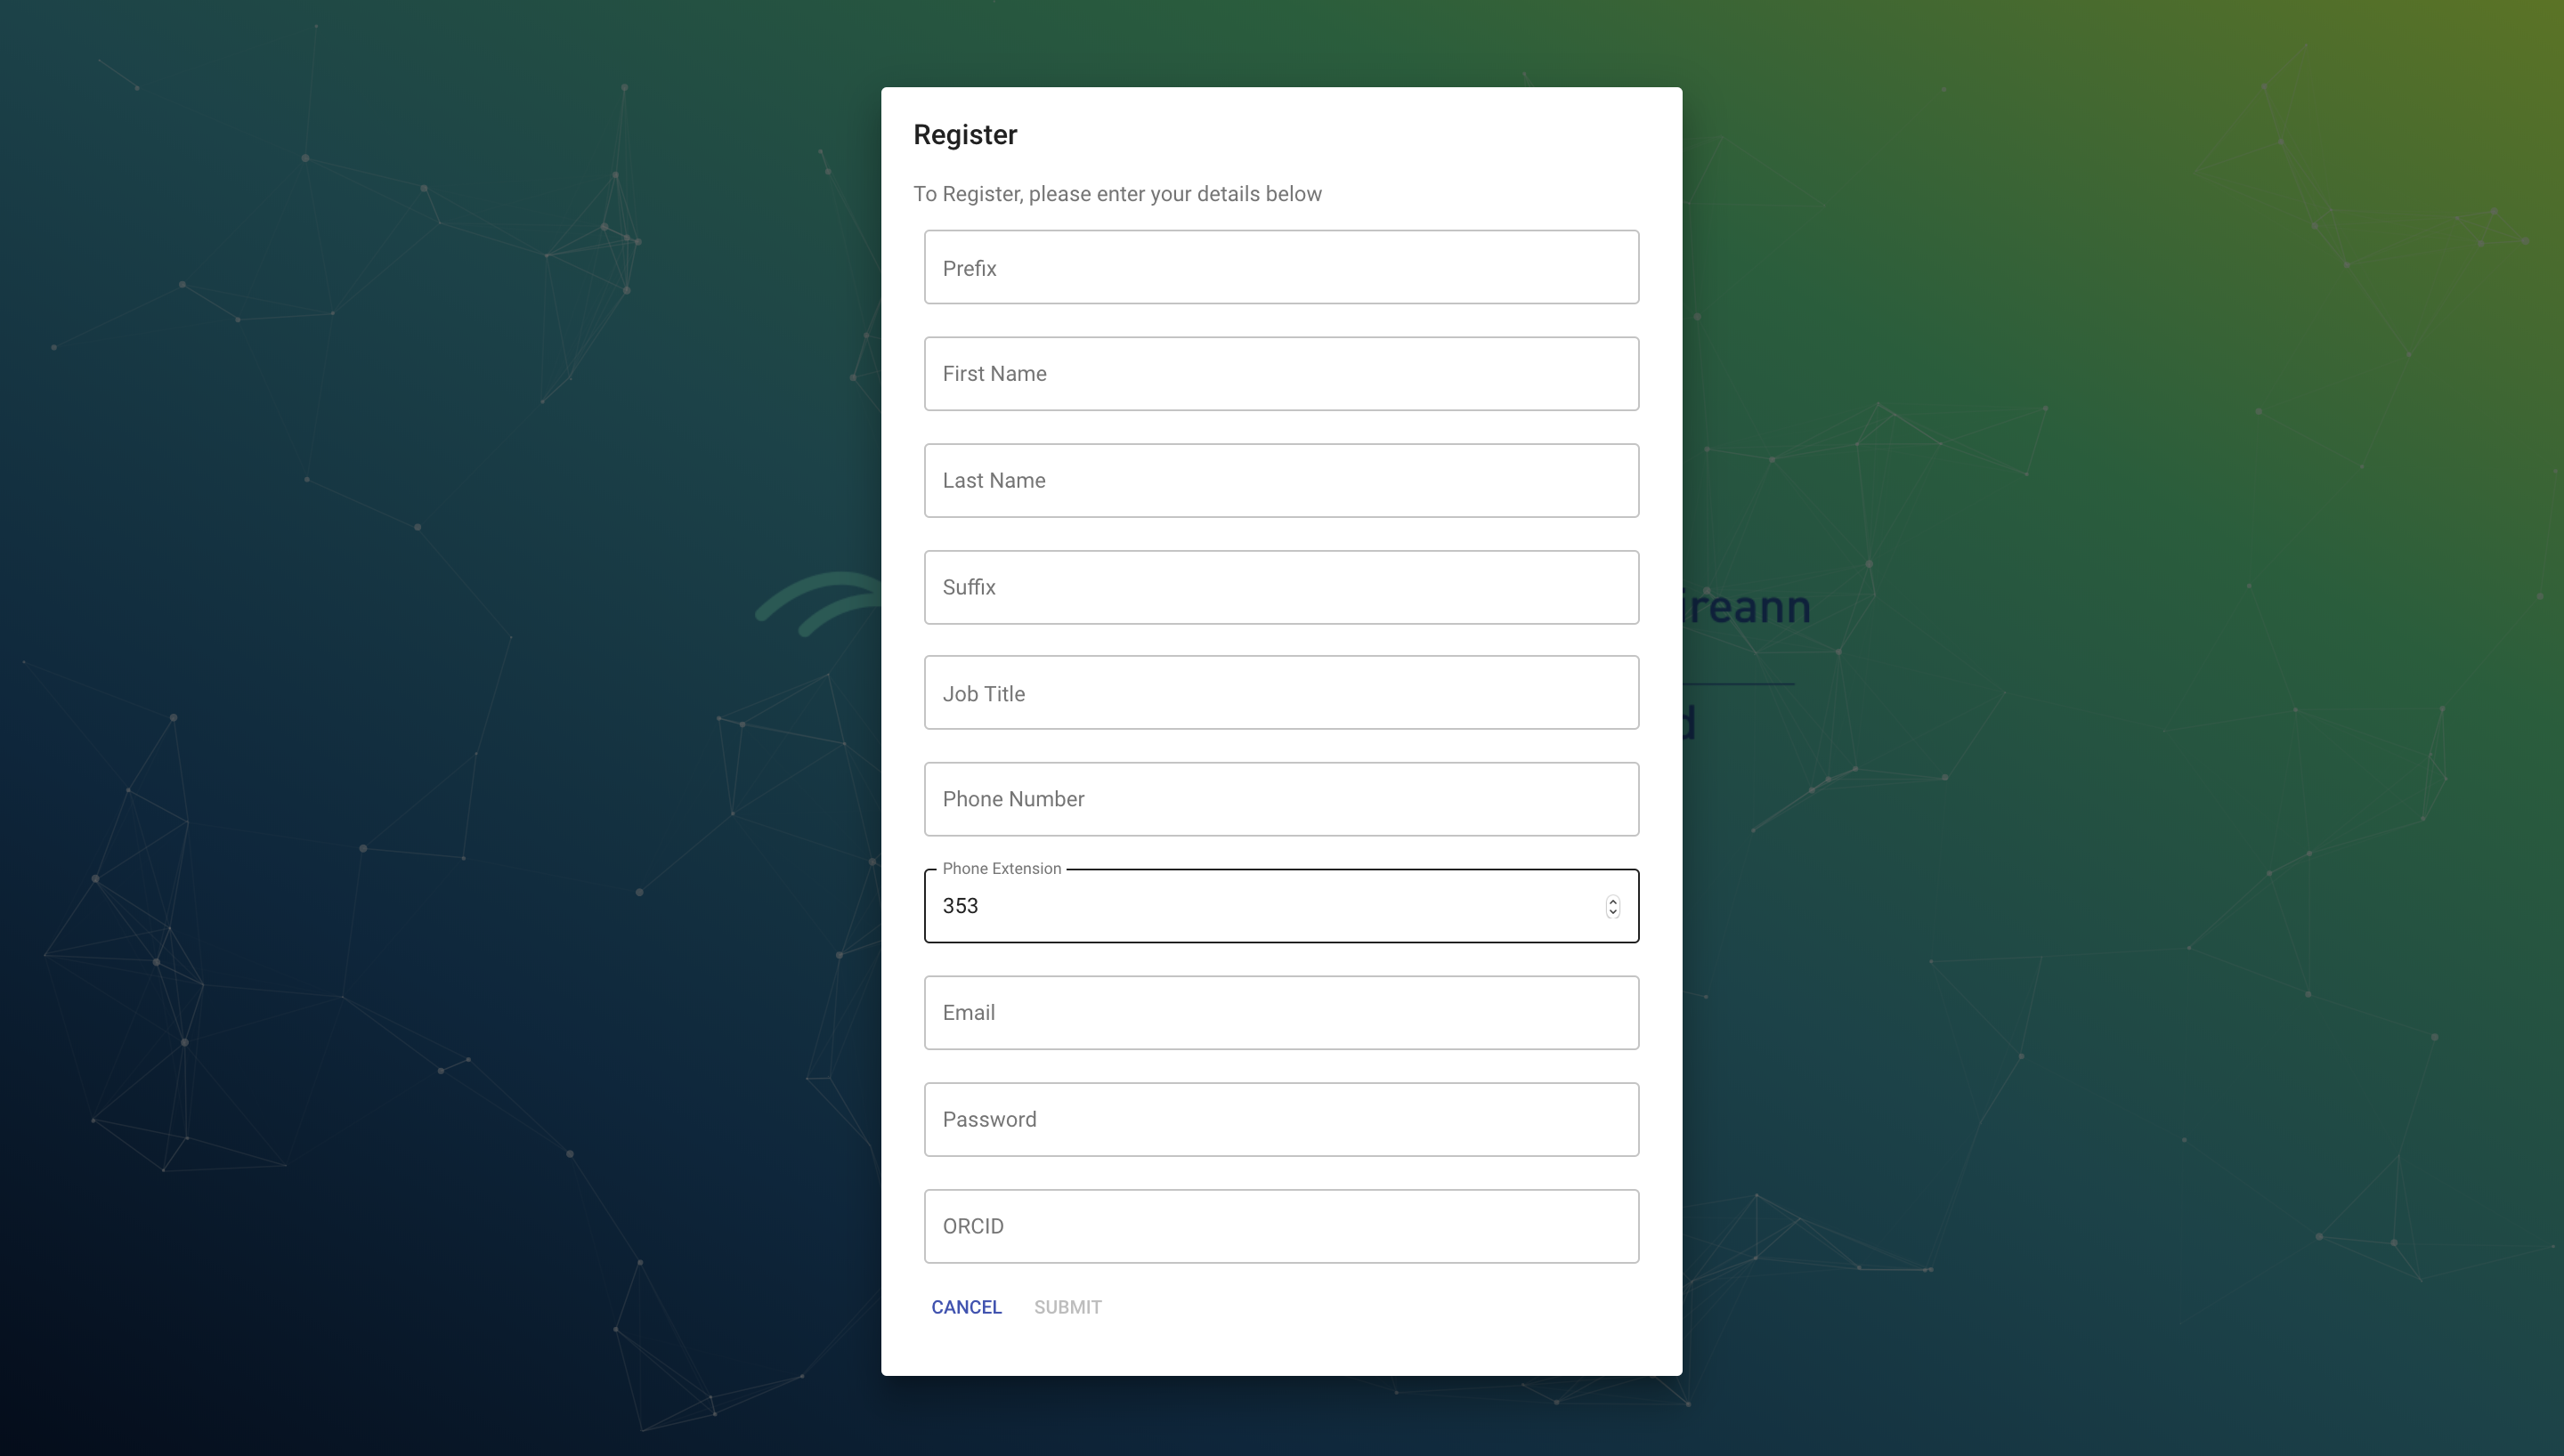 Register
To Register, please enter your details below
Prefix
First Name
Last Name
Suffix
ireann
Job Title
Phone Number
Phone Extension
353
Email
Password
ORCID
CANCEL SUBMIT